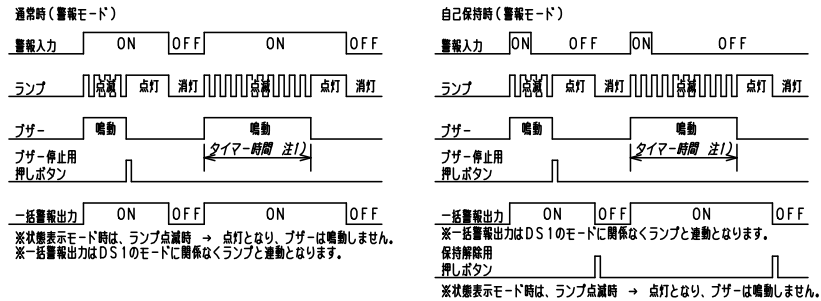 通常時(警報モード)
警報入力 ON OFF ON OFF
ランプ 点滅 点灯 消灯 点滅 点灯 消灯
ブザー 鳴動 鳴動
タイマー時間 注1)
ブザー停止用
押しボタン
一括警報出力 ON OFF ON OFF
※状態表示モード時は、ランプ点滅時 → 点灯となり、ブザーは鳴動しません。
※一括警報出力はDS1のモードに関係なくランプと連動となります。
自己保持時(警報モード)
警報入力 ON OFF ON OFF
ランプ 点滅 点灯 消灯 点滅 点灯 消灯
ブザー 鳴動 鳴動
タイマー時間 注1)
ブザー停止用
押しボタン
一括警報出力 ON OFF ON OFF
※一括警報出力はDS1のモードに関係なくランプと連動となります。
保持解除用
押しボタン
※状態表示モード時は、ランプ点滅時 → 点灯となり、ブザーは鳴動しません。